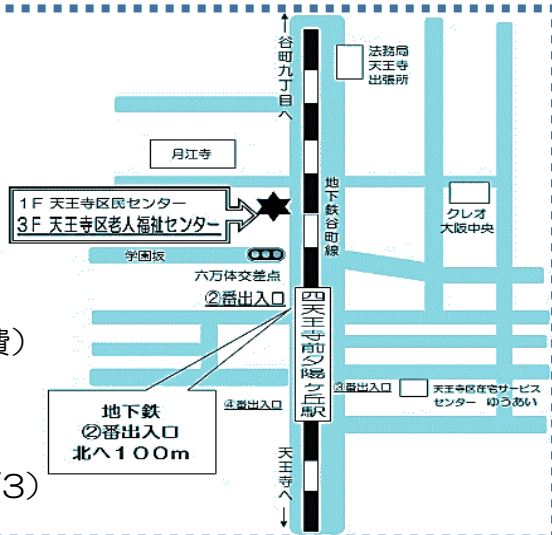 谷町九丁目へ
法務局
天王寺
出張所
月江寺
地下鉄谷町線
1F 天王寺区民センター
3F 天王寺区老人福祉センター
クレオ
大阪中央
学園坂
六万体交差点
②番出入口
四天王寺前夕陽ヶ丘駅
費)
③番出入口
天王寺区在宅サービス
センター ゆうあい
④番出入口
地下鉄
②番出入口
北へ100m
天王寺へ
/3)